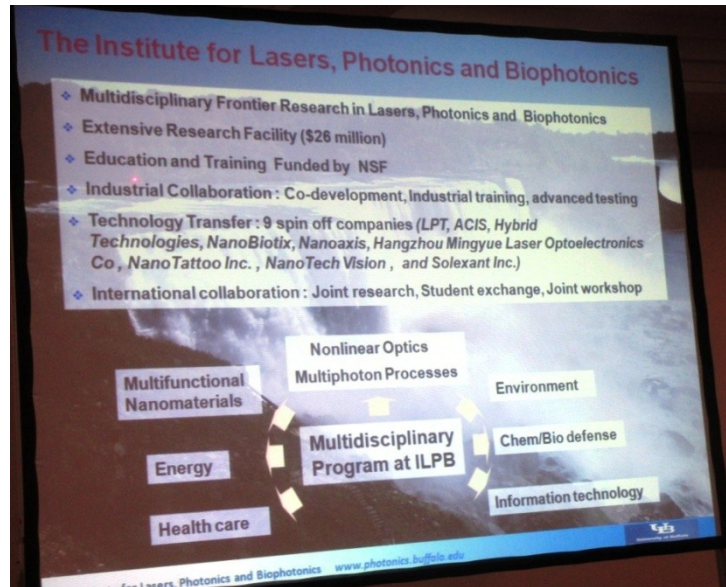 The Institute for Lasers, Photonics and Biophotonics
Multidisciplinary Frontier Research in Lasers, Photonics and Biophotonics
Extensive Research Facility ($26 million)
Education and Training Funded by NSF
Industrial Collaboration : Co-development, Industrial training, advanced testing
Technology Transfer : 9 spin off companies (LPT, ACIS, Hybrid
Technologies, NanoBiotix, Nanoaxis, Hangzhou Mingyue Laser Optoelectronics
Co , NanoTattoo Inc. , NanoTech Vision , and Solexant Inc.)
International collaboration : Joint research, Student exchange, Joint workshop
Nonlinear Optics
Multiphoton Processes
Multifunctional
Nanomaterials
Environment
Multidisciplinary
Program at ILPB
Chem/Bio defense
Energy
Information technology
Health care
for Lasers, Photonics and Biophotonics www.photonics.buffalo.edu
UB
University at Buffalo